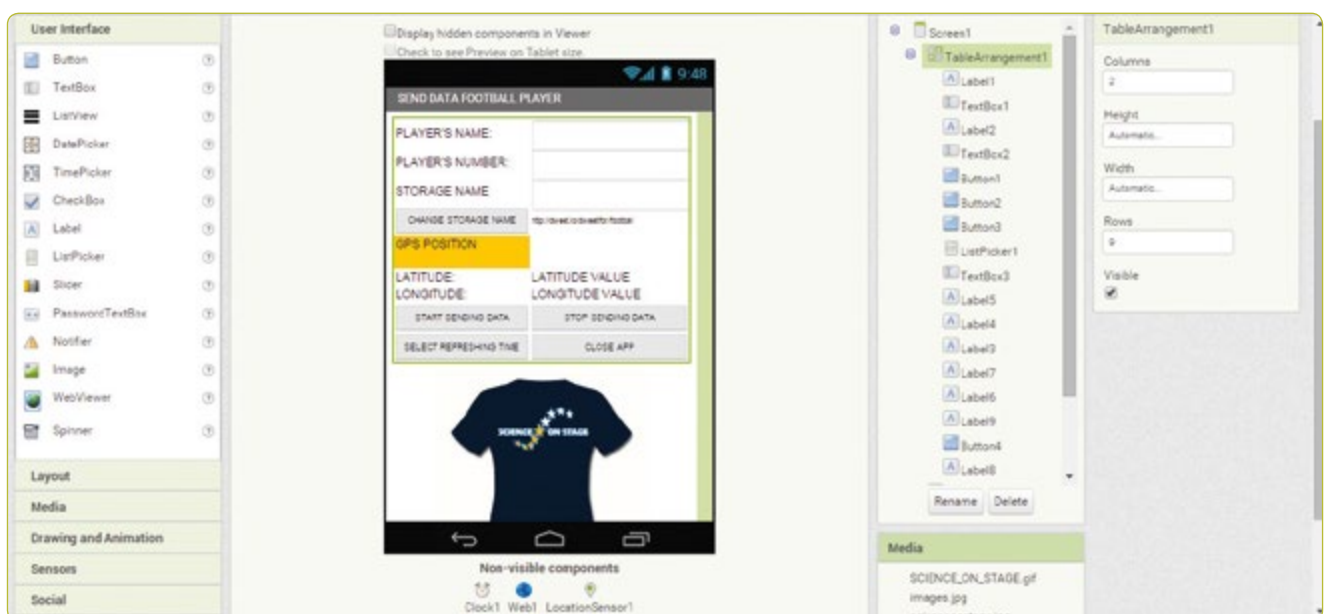 User Interface
Button
TextBox
ListView
DatePicker
TimePicker
CheckBox
Label
ListPicker
Slider
PasswordTextBox
Notifier
Image
WebViewer
Spinner
Layout
Media
Drawing and Animation
Sensors
Social
Display hidden components in Viewer
Check to see Preview on Tablet size.
9:48
SEND DATA FOOTBALL PLAYER
PLAYER'S NAME:
PLAYER'S NUMBER:
STORAGE NAME
CHANGE STORAGE NAME
GPS POSITION
LATITUDE: LATITUDE VALUE
LONGITUDE: LONGITUDE VALUE
START SENDING DATA STOP SENDING DATA
SELECT REFRESHING TIME CLOSE APP
SCIENCE ON STAGE
Non-visible components
Clock1 Web1 LocationSensor1
Screen1
TableArrangement1
Label1
TextBox1
Label2
TextBox2
Button1
Button2
Button3
ListPicker1
TextBox3
Label5
Label4
Label3
Label7
Label6
Label9
Button4
Label8
Rename Delete
Media
SCIENCE_ON_STAGE.gif
images.jpg
TableArrangement1
Columns
2
Height
Automatic...
Width
Automatic...
Rows
9
Visible